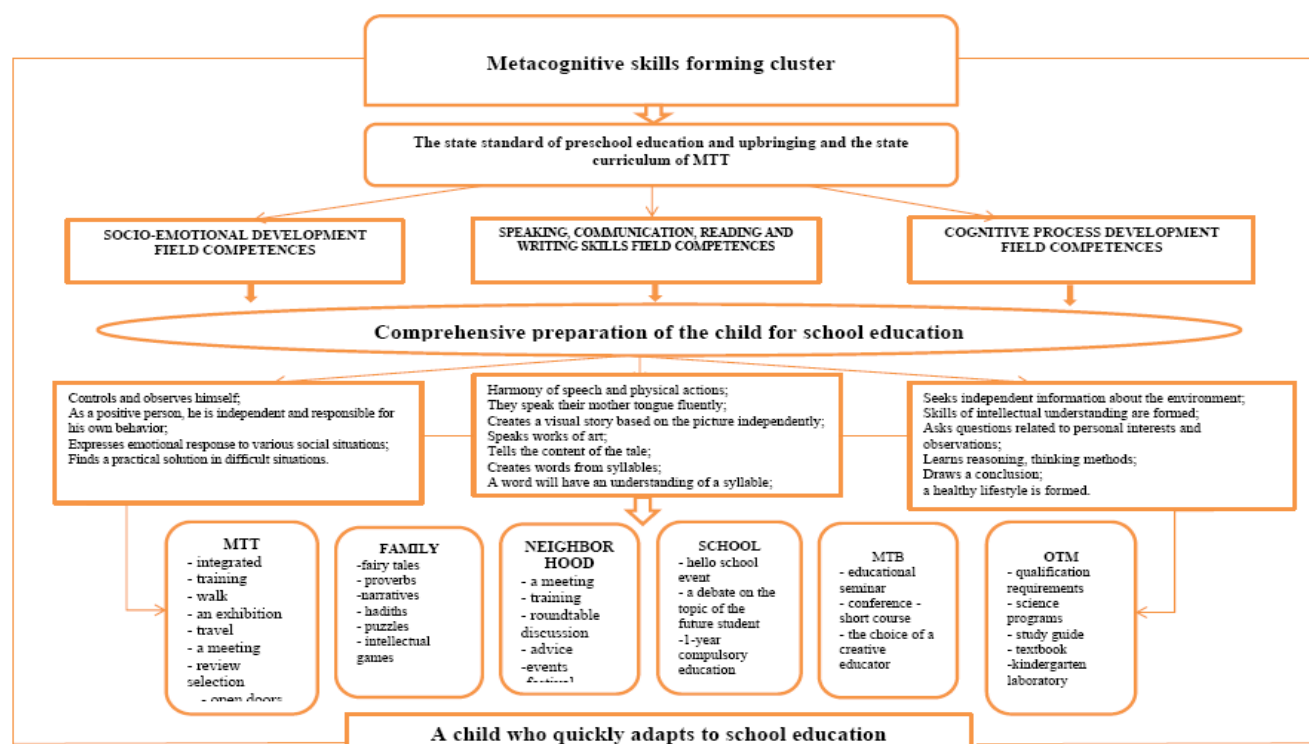 Metacognitive skills forming cluster
The state standard of preschool education and upbringing and the state
curriculum of MTT
SOCIO-EMOTIONAL DEVELOPMENT
FIELD COMPETENCES
SPEAKING, COMMUNICATION, READING AND
WRITING SKILLS FIELD COMPETENCES
COGNITIVE PROCESS DEVELOPMENT
FIELD COMPETENCES
Comprehensive preparation of the child for school education
Controls and observes himself;
As a positive person, he is independent and responsible for
his own behavior;
Expresses emotional response to various social situations;
Finds a practical solution in difficult situations.
Harmony of speech and physical actions;
They speak their mother tongue fluently;
Creates a visual story based on the picture independently;
Speaks works of art;
Tells the content of the tale;
Creates words from syllables;
A word will have an understanding of a syllable;
Seeks independent information about the environment;
Skills of intellectual understanding are formed;
Asks questions related to personal interests and
observations;
Learns reasoning, thinking methods;
Draws a conclusion;
a healthy lifestyle is formed.
MTT
- integrated
- training
- walk
- an exhibition
- travel
- a meeting
- review
selection
- open doors
FAMILY
-fairy tales
- proverbs
-narratives
- hadiths
- puzzles
- intellectual
games
NEIGHBOR
HOOD
- a meeting
- training
- roundtable
discussion
- advice
-events
festival
SCHOOL
- hello school
event
- a debate on the
topic of the
future student
-1-year
compulsory
education
MTB
- educational
seminar
- conference -
short course
- the choice of a
creative
educator
OTM
- qualification
requirements
- science
programs
- study guide
- textbook
-kindergarten
laboratory
A child who quickly adapts to school education